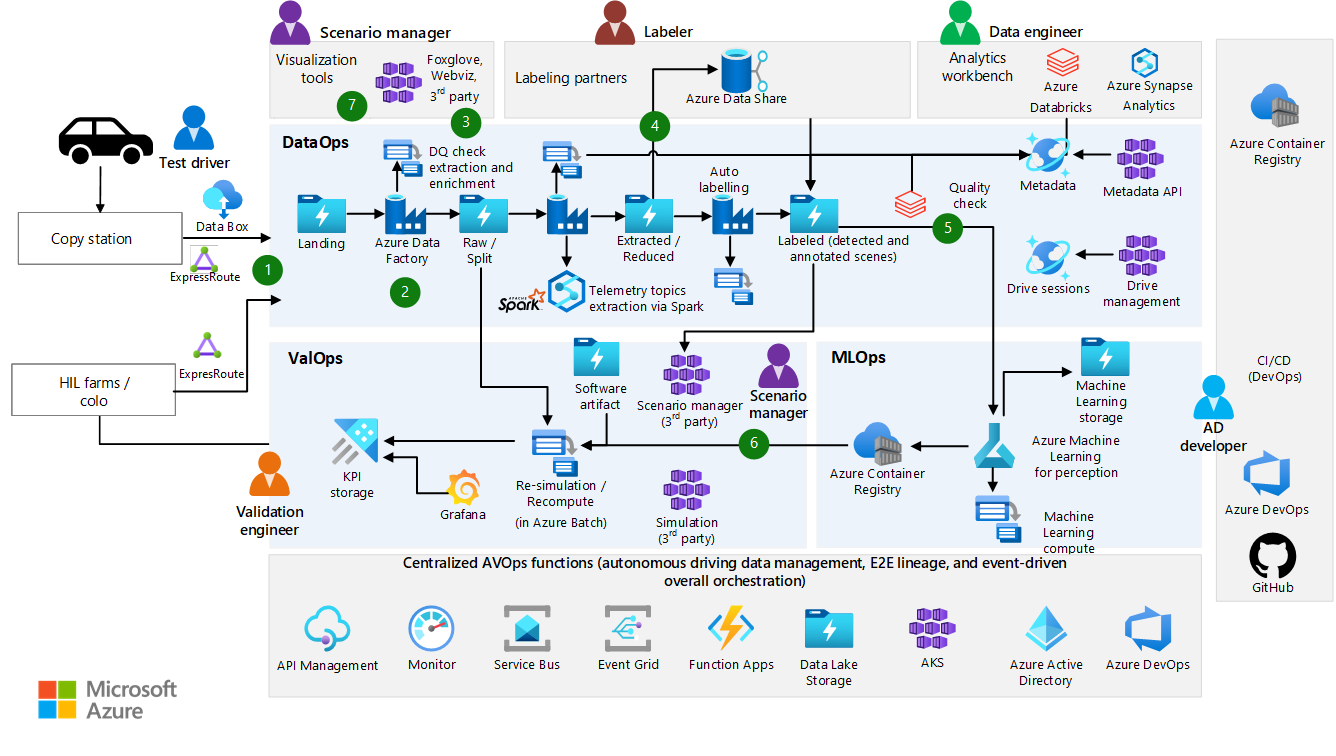 Scenario manager
Labeler
Data engineer
Visualization
tools
Foxglove,
Webviz,
3rd party
7
3
Labeling partners
Azure Data Share
4
Analytics
workbench
Azure
Databricks
Azure Synapse
Analytics
Test driver
Copy station
Data Box
ExpressRoute
1
HIL farms /
colo
ExpresRoute
DataOps
DQ check
extraction and
enrichment
Auto
labelling
Quality
check
Metadata
Metadata API
Landing
Azure Data
Factory
2
Raw /
Split
Extracted /
Reduced
Labeled (detected and
annotated scenes)
5
APACHE
Spark
Telemetry topics
extraction via Spark
Drive sessions
Drive
management
ValOps
Software
artifact
Scenario manager
(3rd party)
Scenario
manager
KPI
storage
Grafana
Re-simulation /
Recompute
(in Azure Batch)
Simulation
(3rd party)
6
Validation
engineer
MLOps
Machine
Learning
storage
Azure Container
Registry
Azure Machine
Learning
for perception
Machine
Learning
compute
AD
developer
Azure Container
Registry
CI/CD
(DevOps)
Azure DevOps
GitHub
Centralized AVOps functions (autonomous driving data management, E2E lineage, and event-driven
overall orchestration)
API Management
Monitor
Service Bus
Event Grid
Function Apps
Data Lake
Storage
AKS
Azure Active
Directory
Azure DevOps
Microsoft
Azure